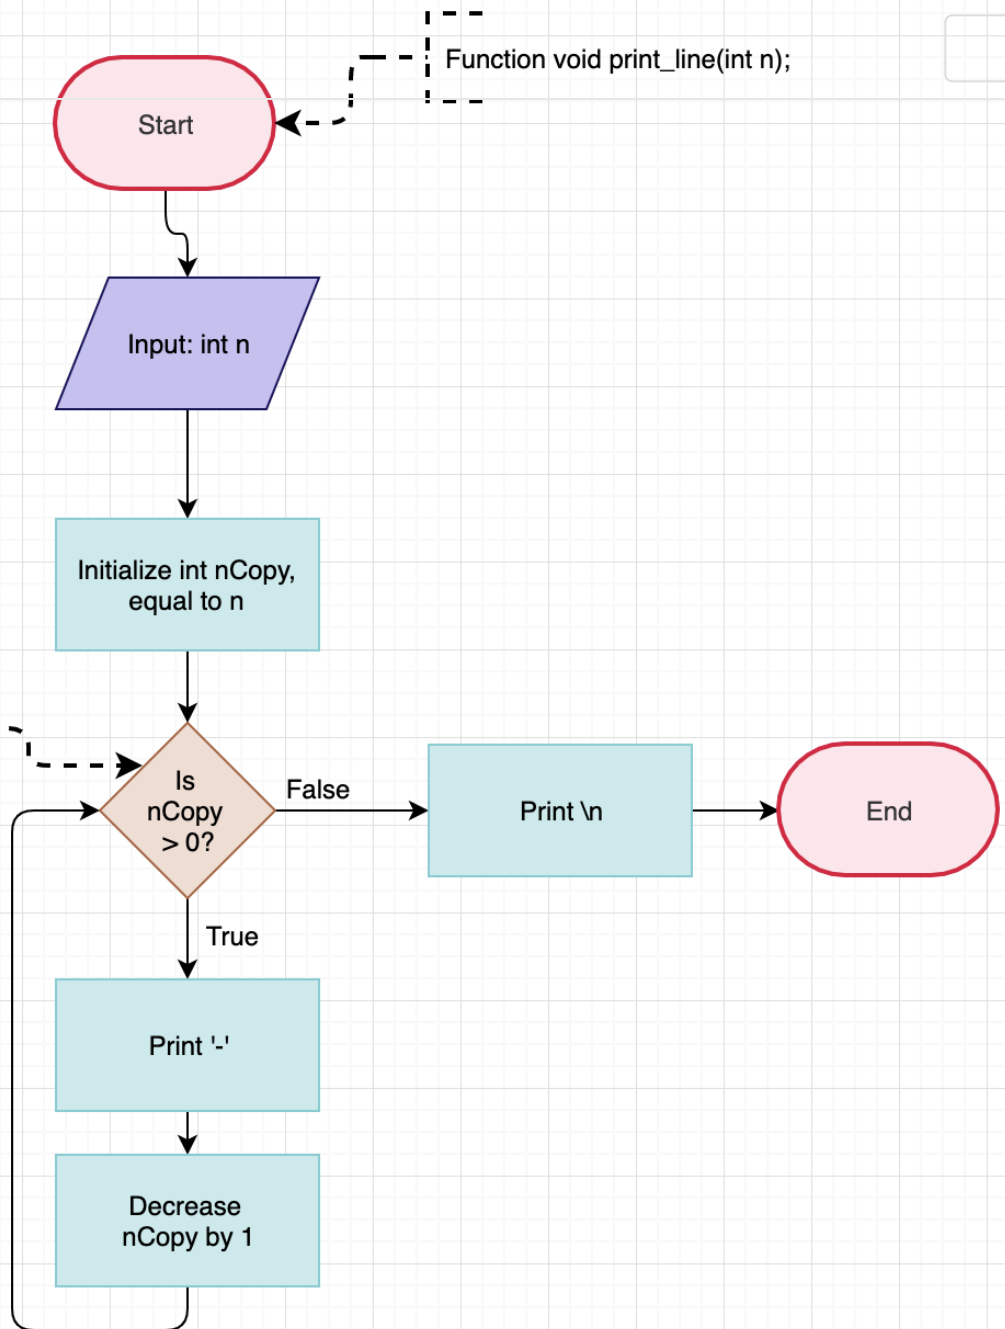 Function void print_line(int n);
Start
Input: int n
Initialize int nCopy,
equal to n
Is
nCopy
> 0?
False
Print \n
End
True
Print '-'
Decrease
nCopy by 1